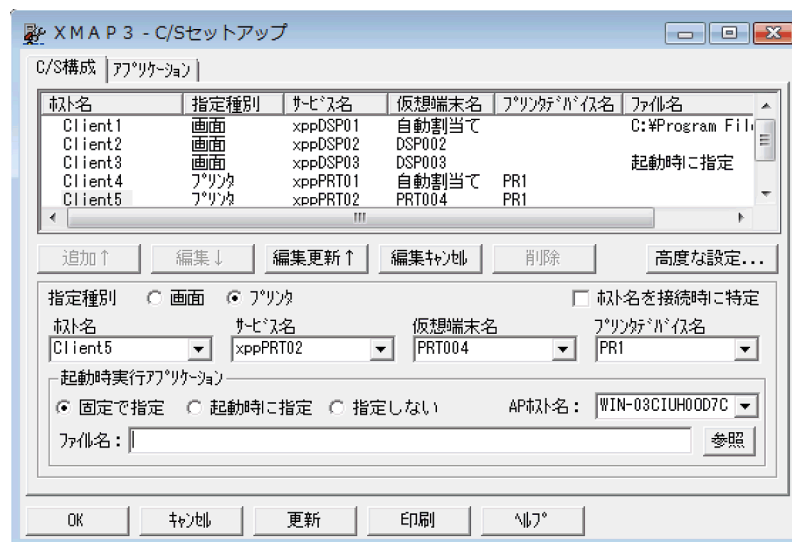 XMAP3 - C/Sセットアップ
C/S構成 ｱﾌﾟﾘｹｰｼｮﾝ
ﾎｽﾄ名 指定種別 ｻｰﾋﾞｽ名 仮想端末名 ﾌﾟﾘﾝﾀﾃﾞﾊﾞｲｽ名 ﾌｧｲﾙ名
Client1 画面 xppDSP01 自動割当て C:¥Program Fil
Client2 画面 xppDSP02 DSP002
Client3 画面 xppDSP03 DSP003 起動時に指定
Client4 ﾌﾟﾘﾝﾀ xppPRT01 自動割当て PR1
Client5 ﾌﾟﾘﾝﾀ xppPRT02 PRT004 PR1
追加↑ 編集↓ 編集更新↑ 編集ｷｬﾝｾﾙ 削除 高度な設定...
指定種別 画面 ﾌﾟﾘﾝﾀ ﾎｽﾄ名を接続時に特定
ﾎｽﾄ名 ｻｰﾋﾞｽ名 仮想端末名 ﾌﾟﾘﾝﾀﾃﾞﾊﾞｲｽ名
Client5 xppPRT02 PRT004 PR1
起動時実行ｱﾌﾟﾘｹｰｼｮﾝ
固定で指定 起動時に指定 指定しない APﾎｽﾄ名： WIN-03CIUH00D7C
ﾌｧｲﾙ名： 参照
OK ｷｬﾝｾﾙ 更新 印刷 ﾍﾙﾌﾟ